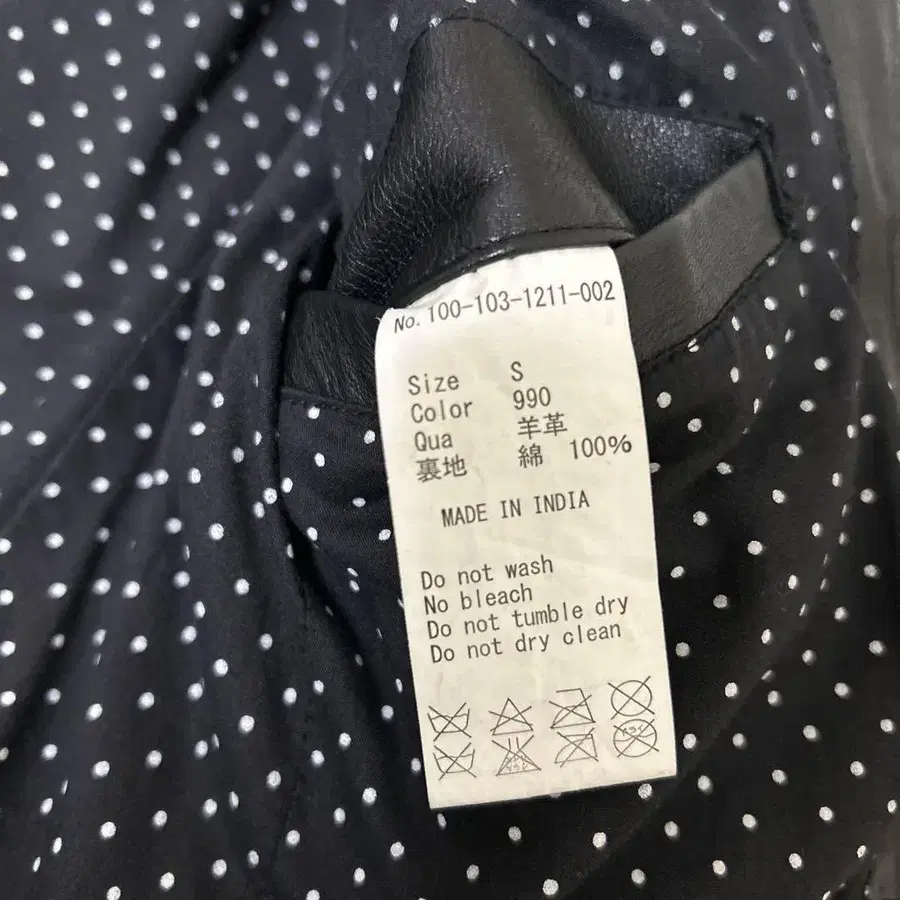 No. 100-103-1211-002
Size S
Color 990
Qua 羊革
裏地 綿 100%
MADE IN INDIA
Do not wash
No bleach
Do not tumble dry
Do not dry clean